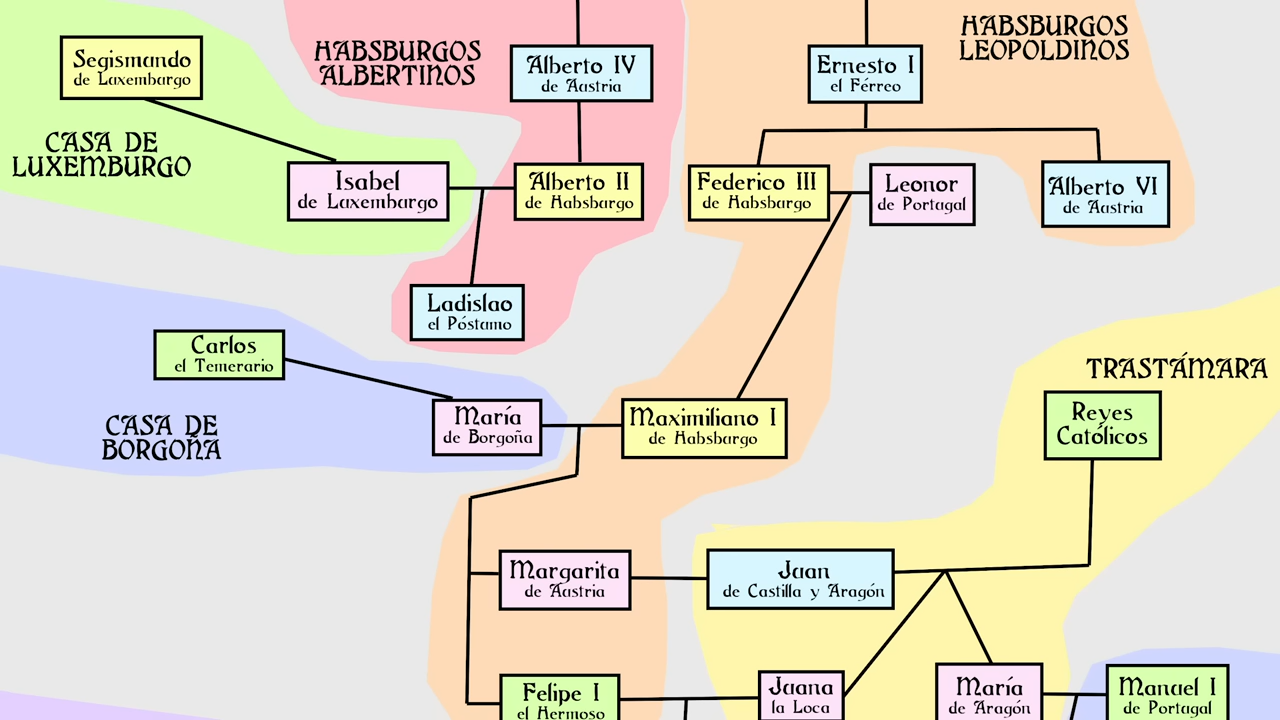 HABSBURGOS
LEOPOLDINOS
HABSBURGOS
ALBERTINOS
Segismundo
de Luxemburgo
Alberto IV
de Austria
Ernesto I
el Férreo
CASA DE
LUXEMBURGO
Isabel
de Luxemburgo
Alberto II
de Habsburgo
Federico III
de Habsburgo
Leonor
de Portugal
Alberto VI
de Austria
Ladislao
el Póstumo
Carlos
el Temerario
TRASTÁMARA
CASA DE
BORGOÑA
María
de Borgoña
Maximiliano I
de Habsburgo
Reyes
Católicos
Margarita
de Austria
Juan
de Castilla y Aragón
Felipe I
el Hermoso
Juana
la Loca
María
de Aragón
Manuel I
de Portugal